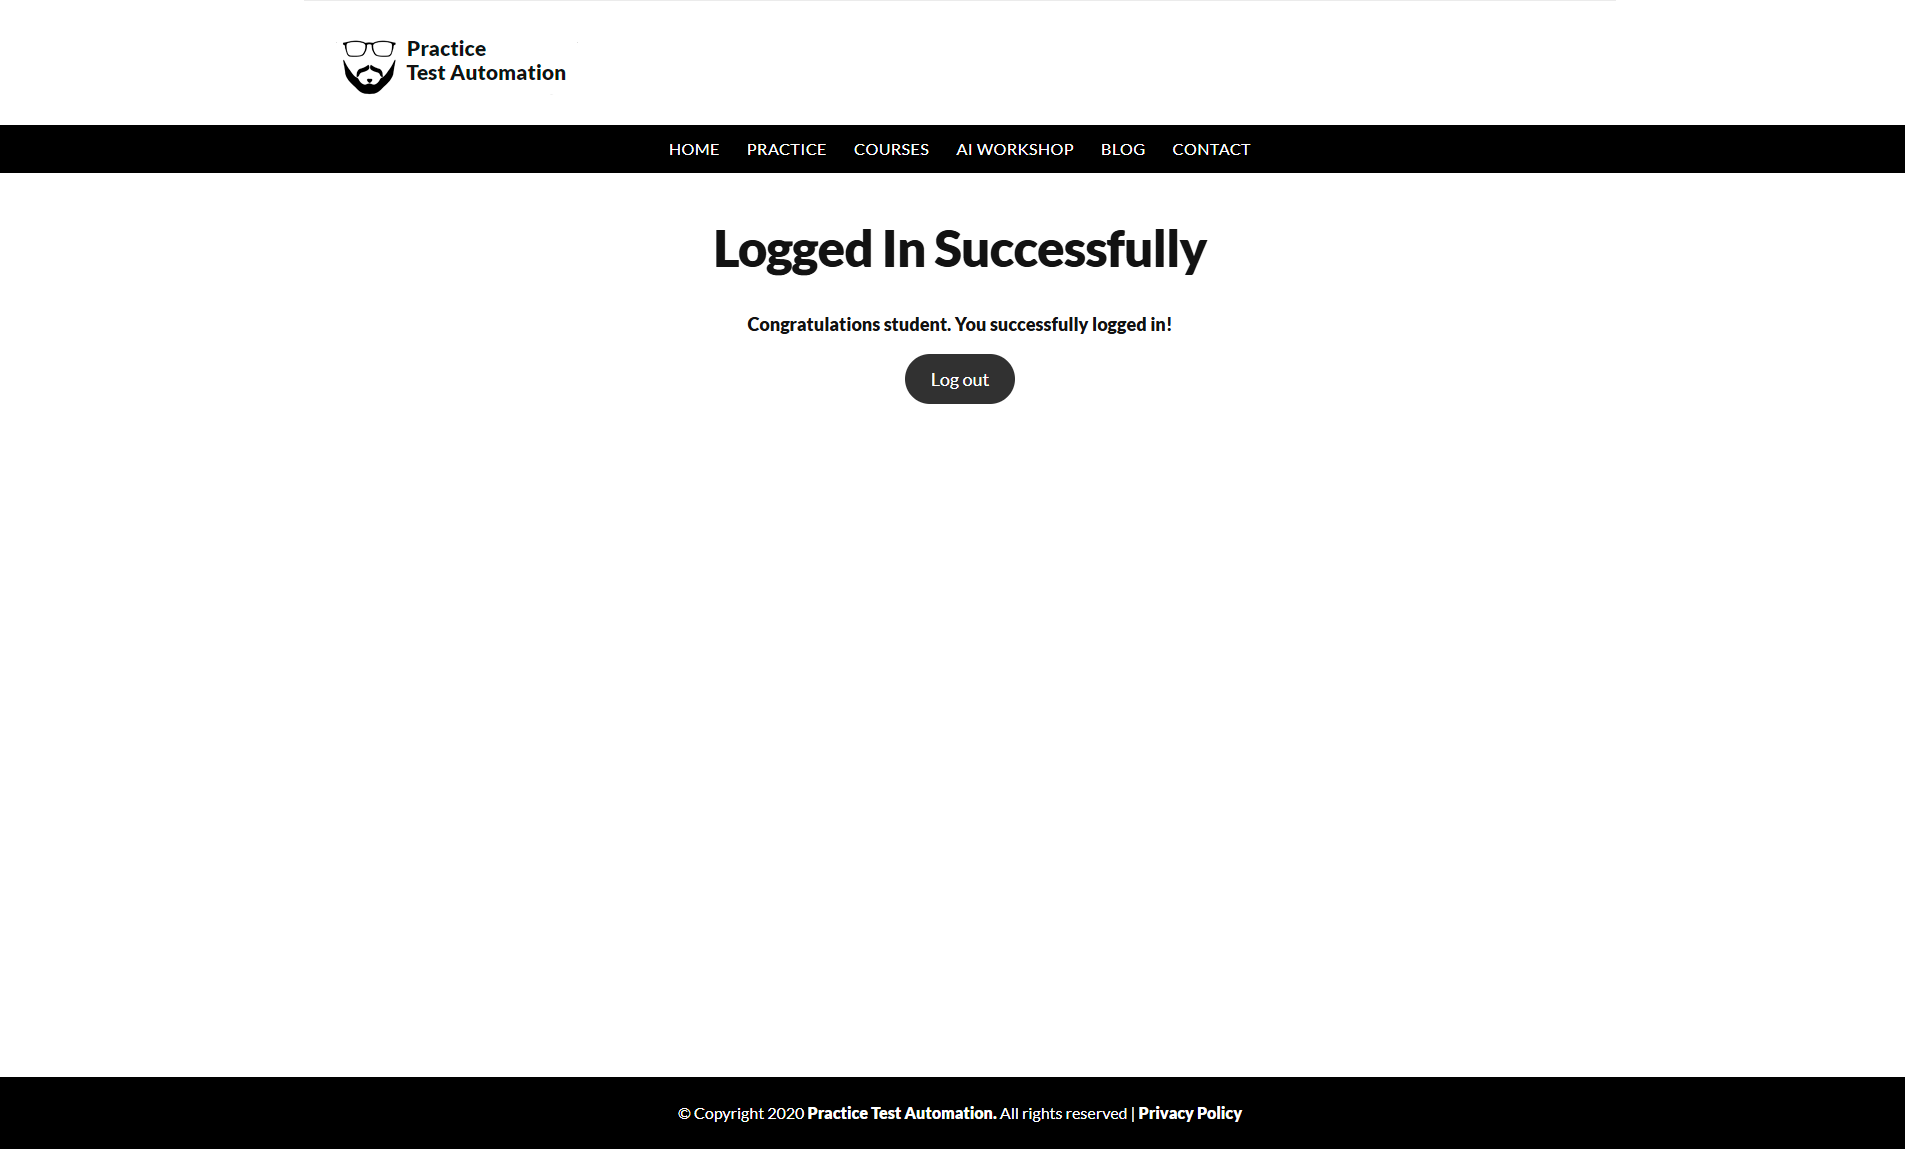 Practice
Test Automation
HOME PRACTICE COURSES AI WORKSHOP BLOG CONTACT
Logged In Successfully
Congratulations student. You successfully logged in!
Log out
© Copyright 2020 Practice Test Automation. All rights reserved | Privacy Policy